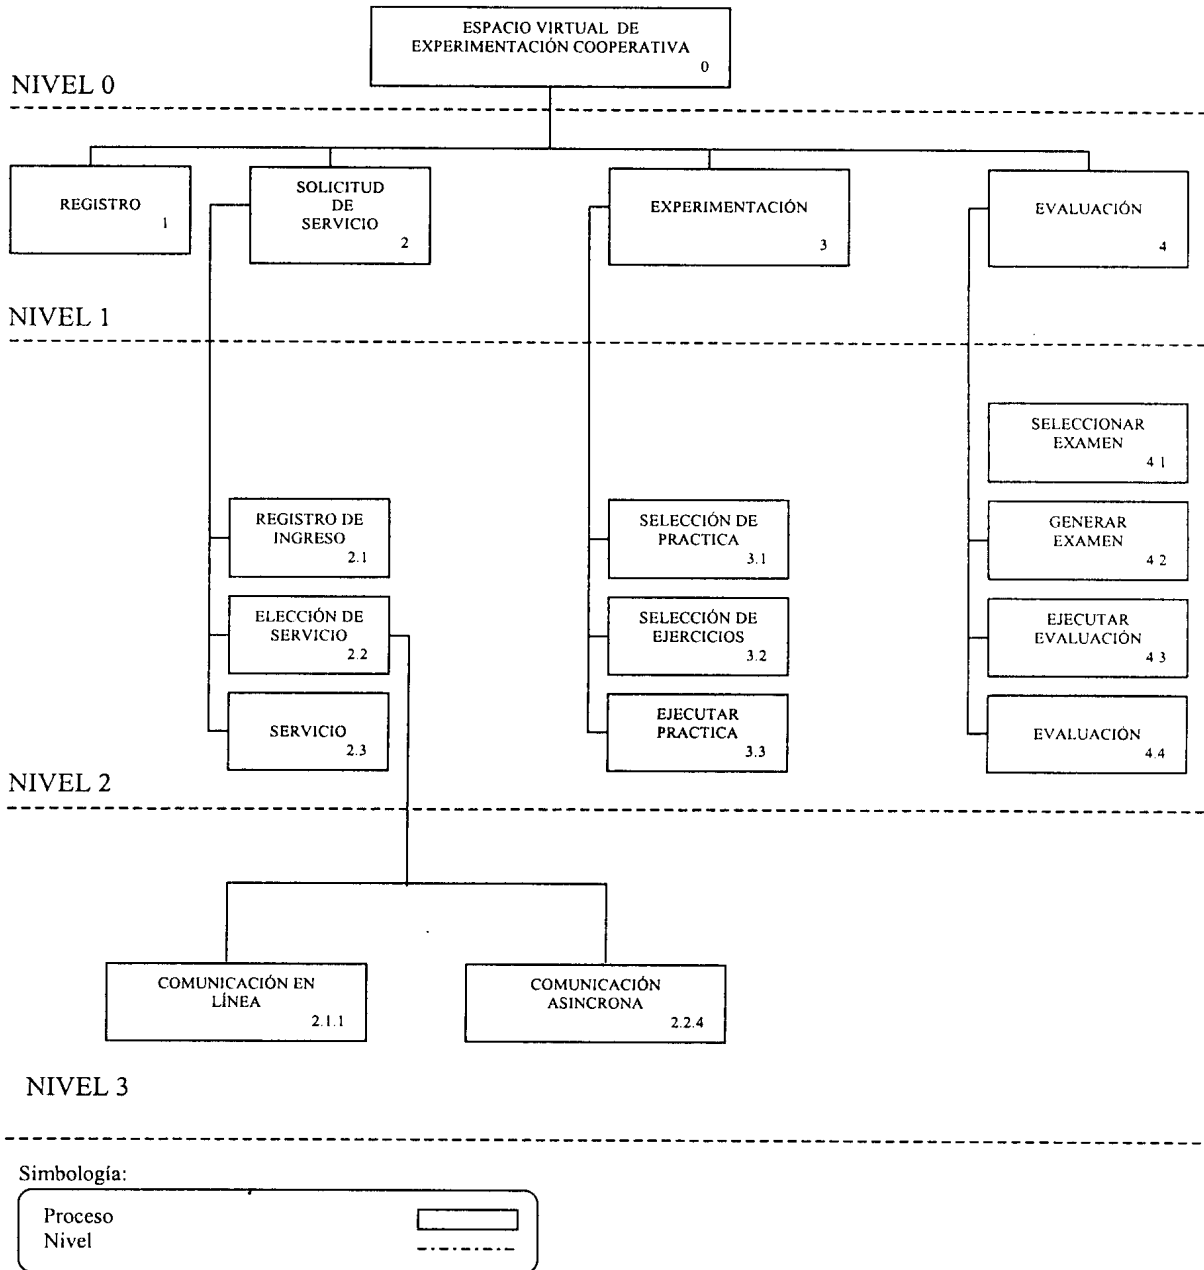 ESPACIO VIRTUAL DE
EXPERIMENTACIÓN COOPERATIVA
0
NIVEL 0
REGISTRO
1
SOLICITUD
DE
SERVICIO
2
EXPERIMENTACIÓN
3
EVALUACIÓN
4
NIVEL 1
REGISTRO DE
INGRESO
2.1
ELECCIÓN DE
SERVICIO
2.2
SERVICIO
2.3
SELECCIÓN DE
PRACTICA
3.1
SELECCIÓN DE
EJERCICIOS
3.2
EJECUTAR
PRACTICA
3.3
SELECCIONAR
EXAMEN
4.1
GENERAR
EXAMEN
4.2
EJECUTAR
EVALUACIÓN
4.3
EVALUACIÓN
4.4
NIVEL 2
COMUNICACIÓN EN
LÍNEA
2.1.1
COMUNICACIÓN
ASINCRONA
2.2.4
NIVEL 3
Simbología:
Proceso
Nivel